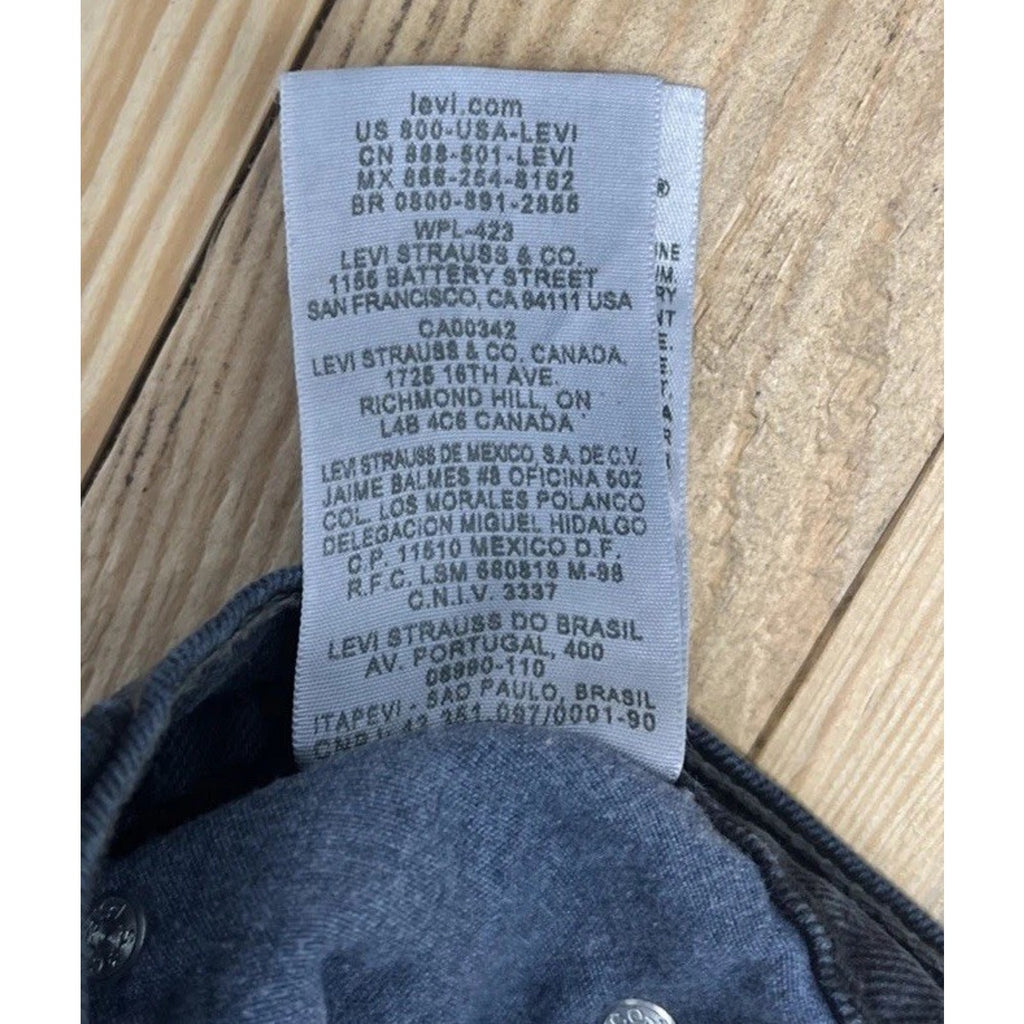 levi.com
US 800-USA-LEVI
CN 888-501-LEVI
MX 866-254-8162
BR 0800-891-2855
WPL-423
LEVI STRAUSS & CO.
1155 BATTERY STREET
SAN FRANCISCO, CA 94111 USA
CA00342
LEVI STRAUSS & CO. CANADA.
1725 16TH AVE.
RICHMOND HILL, ON
L4B 4C6 CANADA
LEVI STRAUSS DE MEXICO, S.A. DE C.V.
JAIME BALMES #8 OFICINA 502
COL. LOS MORALES POLANCO
DELEGACION MIGUEL HIDALGO
C.P. 11510 MEXICO D.F.
R.F.C. LSM 660819 M-98
C.N.I.V. 3337
LEVI STRAUSS DO BRASIL
AV. PORTUGAL, 400
06690-110
ITAPEVI - SAO PAULO, BRASIL
®